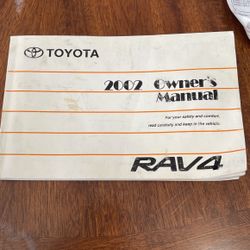 TOYOTA
2002 Owner's
Manual
For your safety and comfort,
read carefully and keep in the vehicle.
RAV4